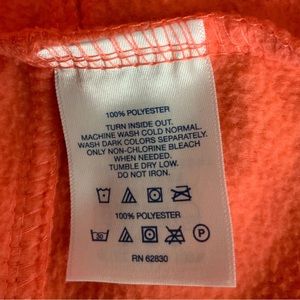 100% POLYESTER
TURN INSIDE OUT.
MACHINE WASH COLD NORMAL.
WASH DARK COLORS SEPARATELY.
ONLY NON-CHLORINE BLEACH
WHEN NEEDED.
TUMBLE DRY LOW.
DO NOT IRON.
100% POLYESTER
P
RN 62830